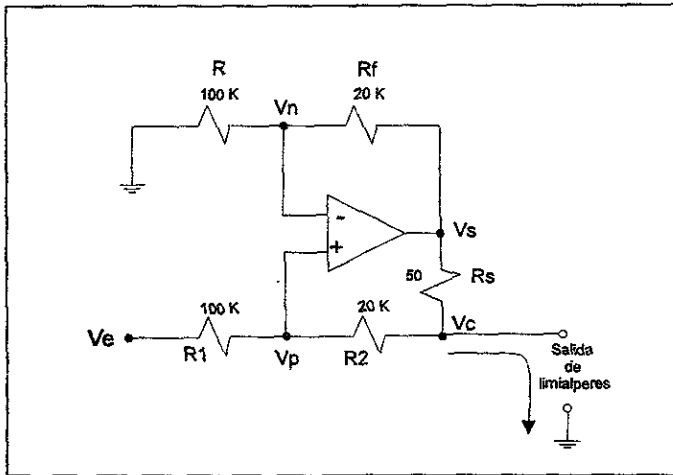 R
Rf
100 K
20 K
Vn
-
+
Vs
50
Rs
100 K
20 K
Vc
Ve
R1
Vp
R2
Salida
de
limialperes